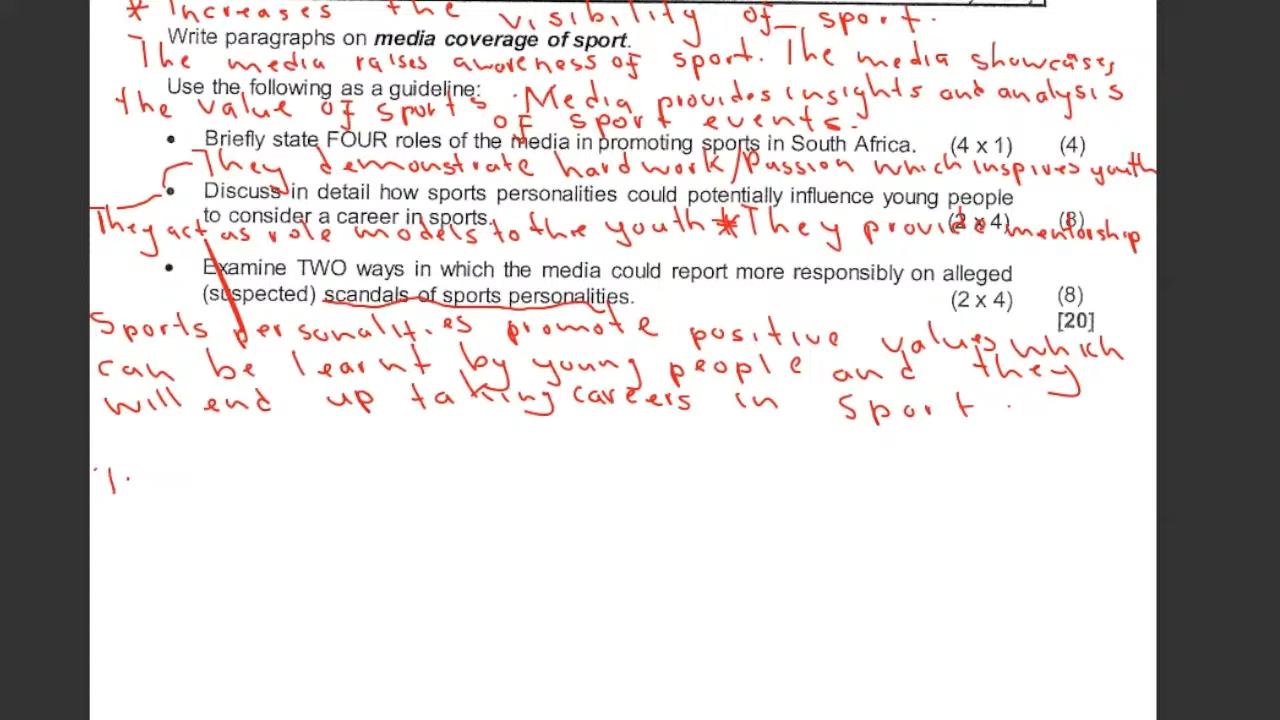 * Increases the visibility of sport.
Write paragraphs on media coverage of sport.
The media raises awareness of sport. The media showcases
Use the following as a guideline:
the value of sports. Media provides insights and analysis
of sport events.
• Briefly state FOUR roles of the media in promoting sports in South Africa. (4 x 1) (4)
They demonstrate hard work/Passion which inspires youth
• Discuss in detail how sports personalities could potentially influence young people
to consider a career in sports. (2 x 4) (8)
They act as role models to the youth * They provide mentorship
• Examine TWO ways in which the media could report more responsibly on alleged
(suspected) scandals of sports personalities. (2 x 4) (8)
[20]
Sports personalities promote positive values which
can be learnt by young people and they
will end up taking careers in sport.
1.